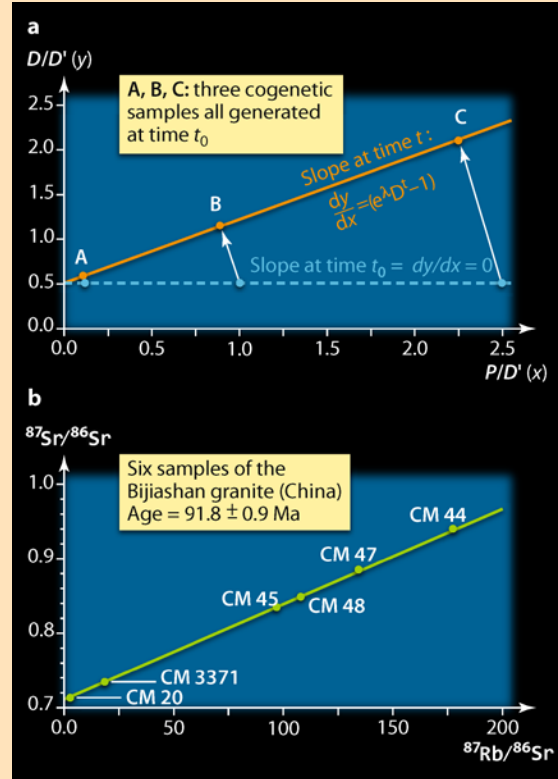 a
D/D' (y)
A, B, C: three cogenetic
samples all generated
at time t₀
2.5
2.0
1.5
1.0
0.5
0.0
A
B
C
Slope at time t :
dy/dx=(e^λD^t−1)
Slope at time t₀ = dy/dx = 0
0.0
0.5
1.0
1.5
2.0
2.5
P/D' (x)
b
⁸⁷Sr/⁸⁶Sr
Six samples of the
Bijiashan granite (China)
Age = 91.8 ± 0.9 Ma
1.0
0.9
0.8
0.7
CM 44
CM 47
CM 45
CM 48
CM 3371
CM 20
0.0
50
100
150
200
⁸⁷Rb/⁸⁶Sr